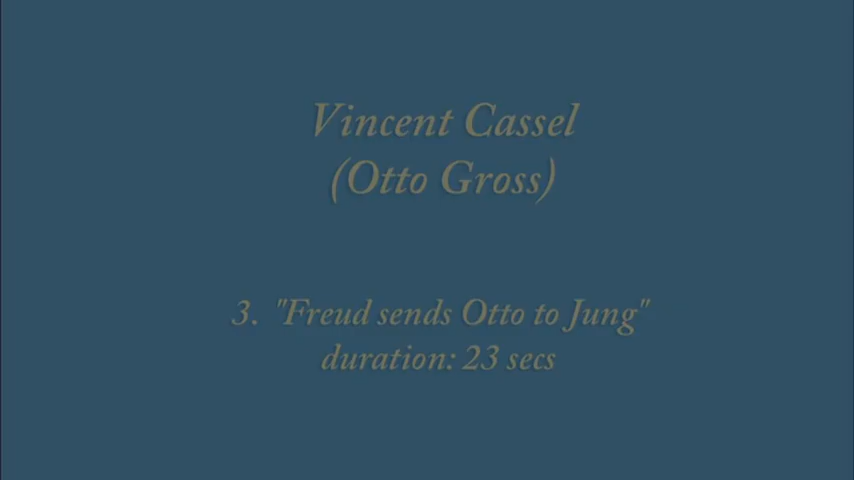 Vincent Cassel
(Otto Gross)
3. "Freud sends Otto to Jung"
duration: 23 secs